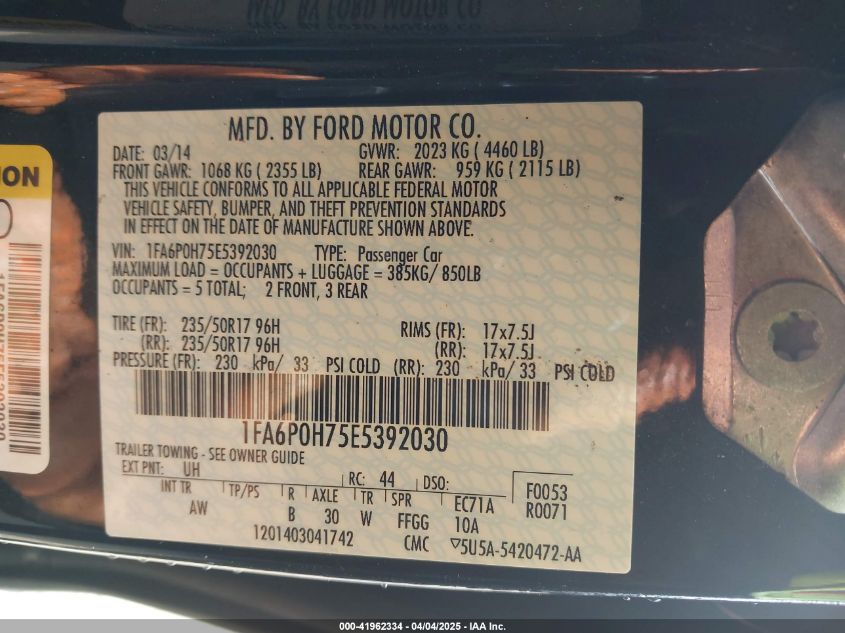 MFD. BY FORD MOTOR CO
MFD. BY FORD MOTOR CO.
DATE: 03/14 GVWR: 2023 KG ( 4460 LB)
FRONT GAWR: 1068 KG ( 2355 LB) REAR GAWR: 959 KG ( 2115 LB)
THIS VEHICLE CONFORMS TO ALL APPLICABLE FEDERAL MOTOR
VEHICLE SAFETY, BUMPER, AND THEFT PREVENTION STANDARDS
IN EFFECT ON THE DATE OF MANUFACTURE SHOWN ABOVE.
VIN: 1FA6P0H75E5392030 TYPE: Passenger Car
MAXIMUM LOAD = OCCUPANTS + LUGGAGE = 385KG/ 850LB
OCCUPANTS = 5 TOTAL; 2 FRONT, 3 REAR
TIRE (FR): 235/50R17 96H RIMS (FR): 17x7.5J
(RR): 235/50R17 96H (RR): 17x7.5J
PRESSURE (FR): 230 kPa/ 33 PSI COLD (RR): 230 kPa/ 33 PSI COLD
1FA6P0H75E5392030
TRAILER TOWING - SEE OWNER GUIDE
EXT PNT: UH RC: 44 DSO:
INT TR TP/PS R AXLE TR SPR EC71A F0053
AW B 30 W FFGG 10A R0071
1201403041742 CMC 5U5A-5420472-AA
1FA6P0H75E5392030
000-41962334 - 04/04/2025 - IAA Inc.